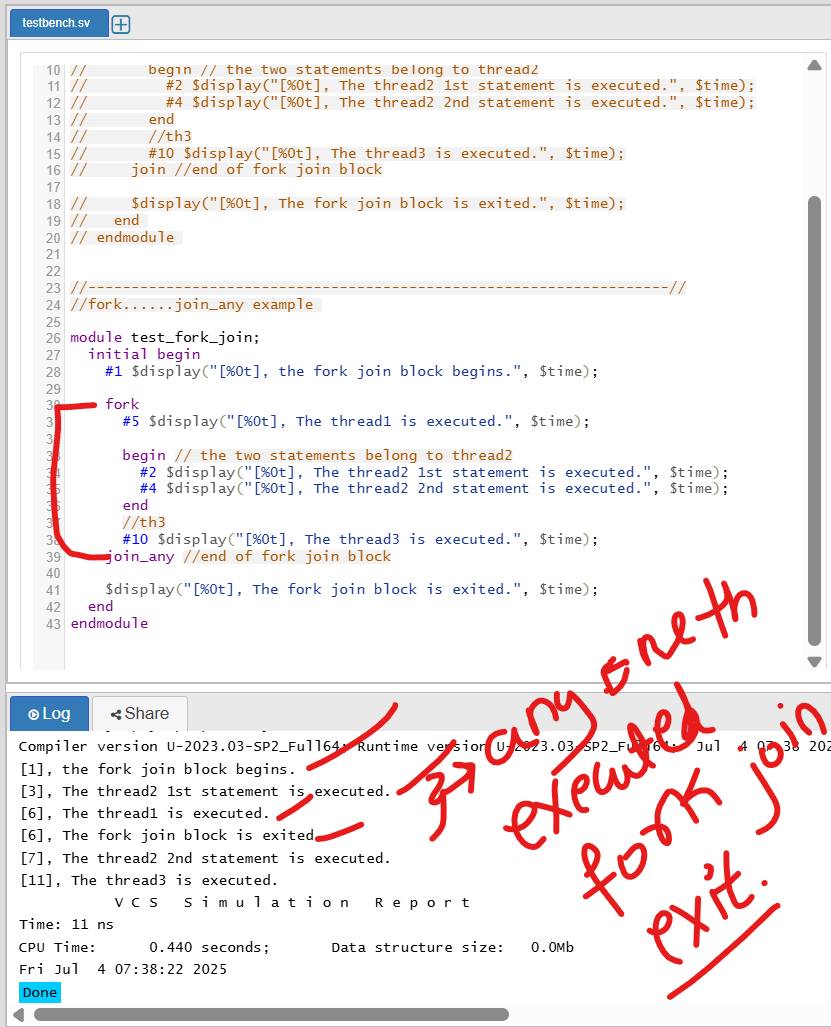 testbench.sv
10 //       begin // the two statements belong to thread2
11 //         #2 $display("[%0t], The thread2 1st statement is executed.", $time);
12 //         #4 $display("[%0t], The thread2 2nd statement is executed.", $time);
13 //       end
14 //       //th3
15 //       #10 $display("[%0t], The thread3 is executed.", $time);
16 //     join //end of fork join block
17
18 //     $display("[%0t], The fork join block is exited.", $time);
19 //   end
20 // endmodule
21
22
23 //-------------------------------------------------------------------//
24 //fork......join_any example
25
26 module test_fork_join;
27   initial begin
28     #1 $display("[%0t], the fork join block begins.", $time);
29
30     fork
31       #5 $display("[%0t], The thread1 is executed.", $time);
32
33       begin // the two statements belong to thread2
34         #2 $display("[%0t], The thread2 1st statement is executed.", $time);
35         #4 $display("[%0t], The thread2 2nd statement is executed.", $time);
36       end
37       //th3
38       #10 $display("[%0t], The thread3 is executed.", $time);
39     join_any //end of fork join block
40
41     $display("[%0t], The fork join block is exited.", $time);
42   end
43 endmodule
any one th
executed
fork join
exit.
Log Share
Compiler version U-2023.03-SP2_Full64; Runtime version U-2023.03-SP2_Full64; Jul 4 07:38 202
[1], the fork join block begins.
[3], The thread2 1st statement is executed.
[6], The thread1 is executed.
[6], The fork join block is exited.
[7], The thread2 2nd statement is executed.
[11], The thread3 is executed.
V C S   S i m u l a t i o n   R e p o r t
Time: 11 ns
CPU Time:      0.440 seconds;       Data structure size:   0.0Mb
Fri Jul  4 07:38:22 2025
Done